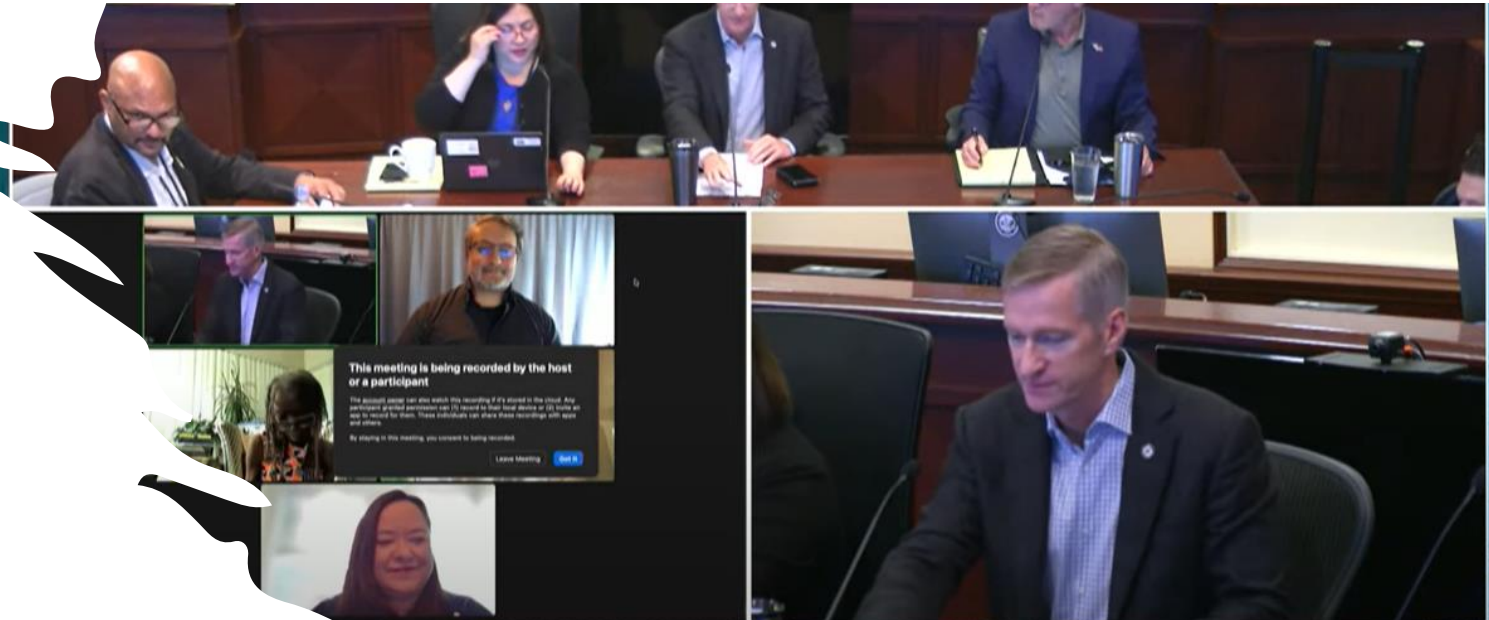 This meeting is being recorded by the host
or a participant
The account owner can also watch this recording if it's stored in the cloud. Any
participant granted permission can (1) record to their local device or (2) invite an
app to record for them. These individuals can share these recordings with apps
and others.
By staying in this meeting, you consent to being recorded.
Leave Meeting
Got it